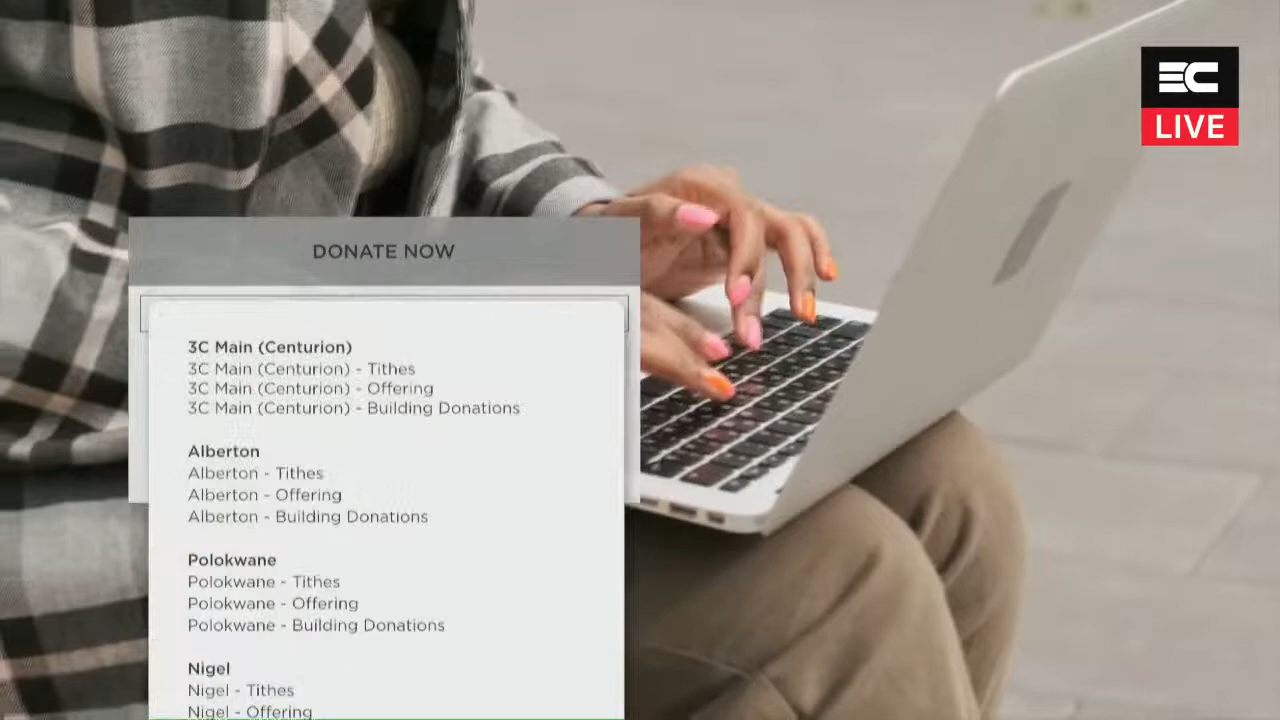 3C
LIVE
DONATE NOW
3C Main (Centurion)
3C Main (Centurion) - Tithes
3C Main (Centurion) - Offering
3C Main (Centurion) - Building Donations
Alberton
Alberton - Tithes
Alberton - Offering
Alberton - Building Donations
Polokwane
Polokwane - Tithes
Polokwane - Offering
Polokwane - Building Donations
Nigel
Nigel - Tithes
Nigel - Offering